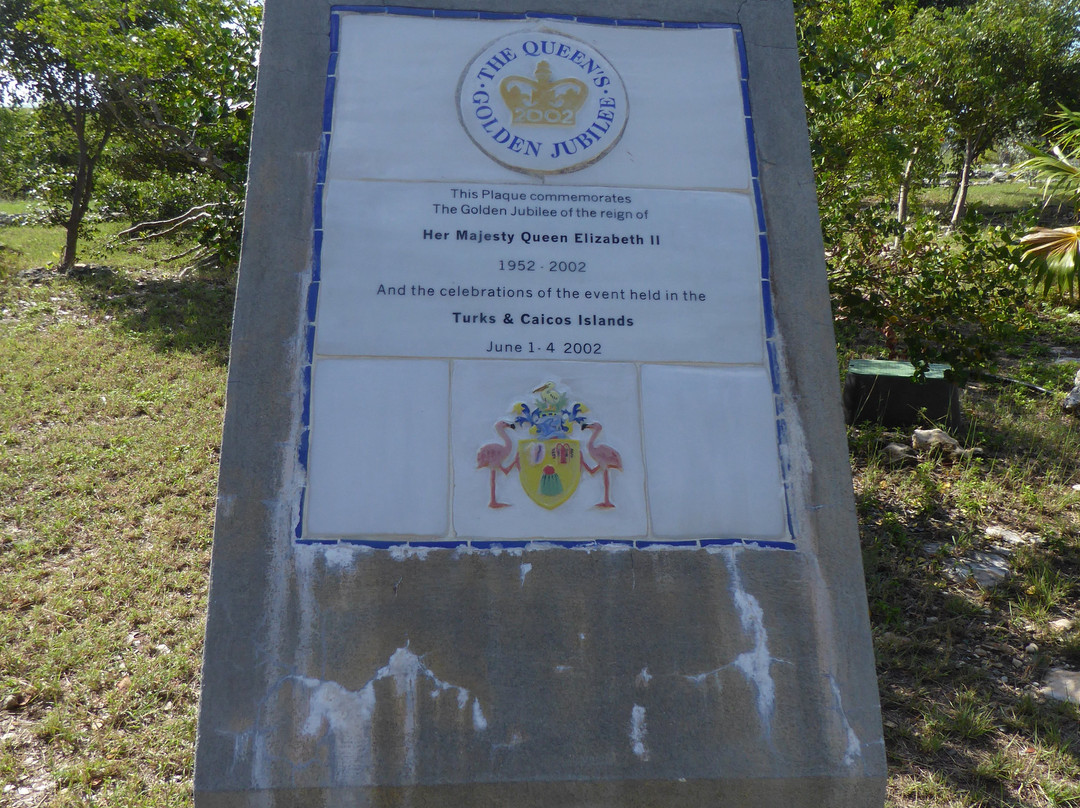 · THE QUEEN'S ·
2002
GOLDEN JUBILEE
This Plaque commemorates
The Golden Jubilee of the reign of
Her Majesty Queen Elizabeth II
1952 - 2002
And the celebrations of the event held in the
Turks & Caicos Islands
June 1 - 4 2002